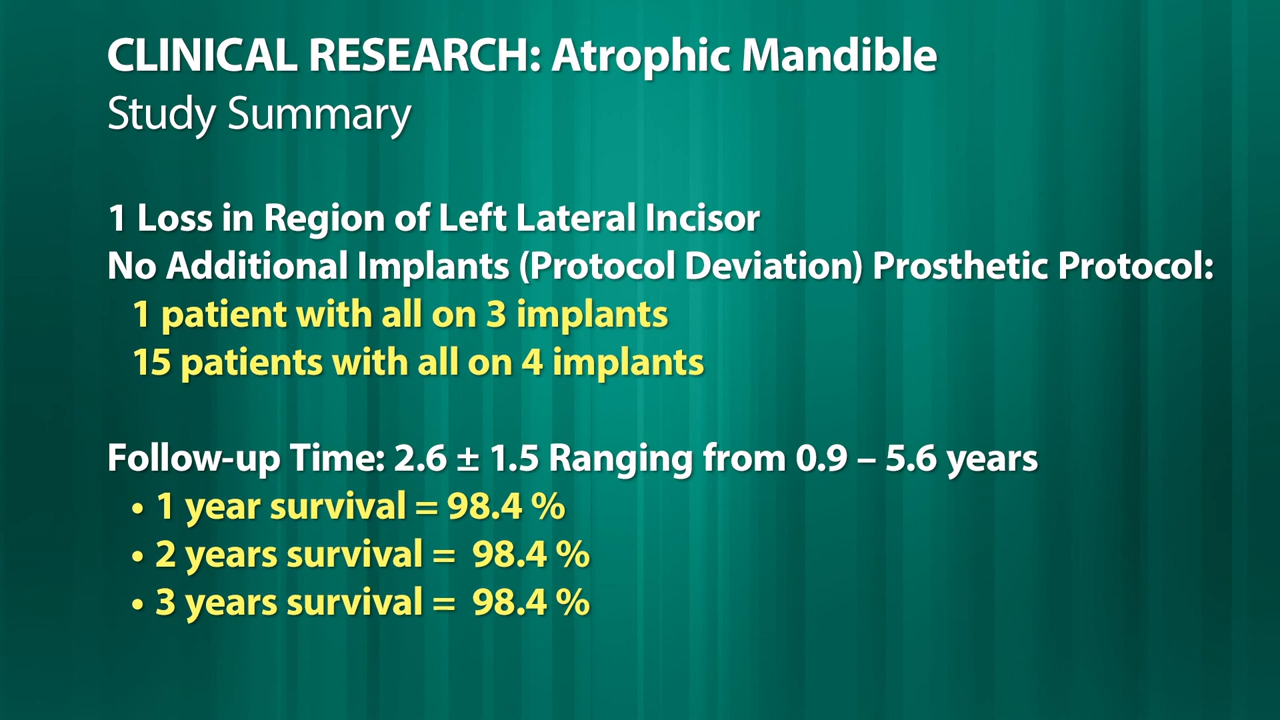 CLINICAL RESEARCH: Atrophic Mandible
Study Summary
1 Loss in Region of Left Lateral Incisor
No Additional Implants (Protocol Deviation) Prosthetic Protocol:
1 patient with all on 3 implants
15 patients with all on 4 implants
Follow-up Time: 2.6 ± 1.5 Ranging from 0.9 – 5.6 years
• 1 year survival = 98.4 %
• 2 years survival = 98.4 %
• 3 years survival = 98.4 %